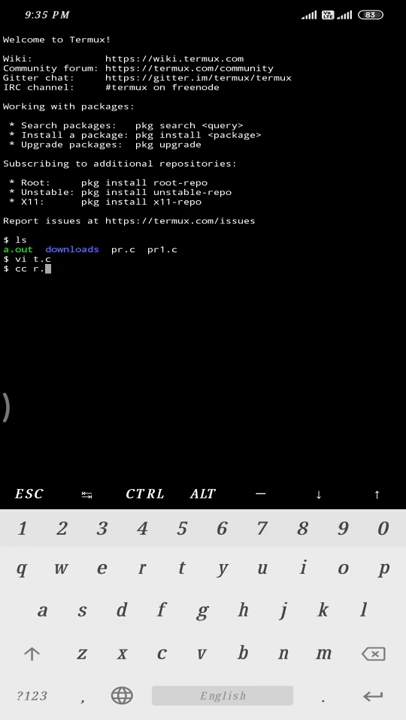 9:35 PM
83
Welcome to Termux!
Wiki: https://wiki.termux.com
Community forum: https://termux.com/community
Gitter chat: https://gitter.im/termux/termux
IRC channel: #termux on freenode
Working with packages:
* Search packages: pkg search <query>
* Install a package: pkg install <package>
* Upgrade packages: pkg upgrade
Subscribing to additional repositories:
* Root: pkg install root-repo
* Unstable: pkg install unstable-repo
* X11: pkg install x11-repo
Report issues at https://termux.com/issues
$ ls
a.out downloads pr.c pr1.c
$ vi t.c
$ cc r.
)
ESC ↹ CTRL ALT — ↓ ↑
1 2 3 4 5 6 7 8 9 0
q w e r t y u i o p
a s d f g h j k l
z x c v b n m
?123 , English .